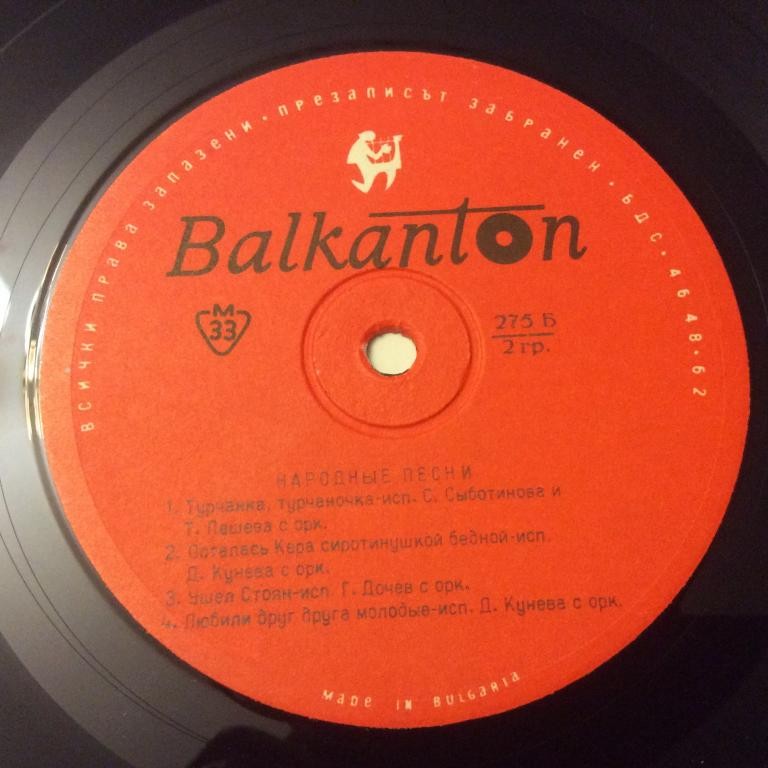 всички права запазени · презаписът забранен · БДС · 4648·62
Balkanton
М
33
275 Б
2 гр.
НАРОДНЫЕ ПЕСНИ
1. Турчанка, турчаночка-исп. С. Сыботинова и
Т. Пешева с орк.
2. Осталась Кера сиротинушкой бедной-исп.
Д. Кунева с орк.
3. Ушел Стоян-исп. Г. Дочев с орк.
4. Любили друг друга молодые-исп. Д. Кунева с орк.
MADE IN BULGARIA